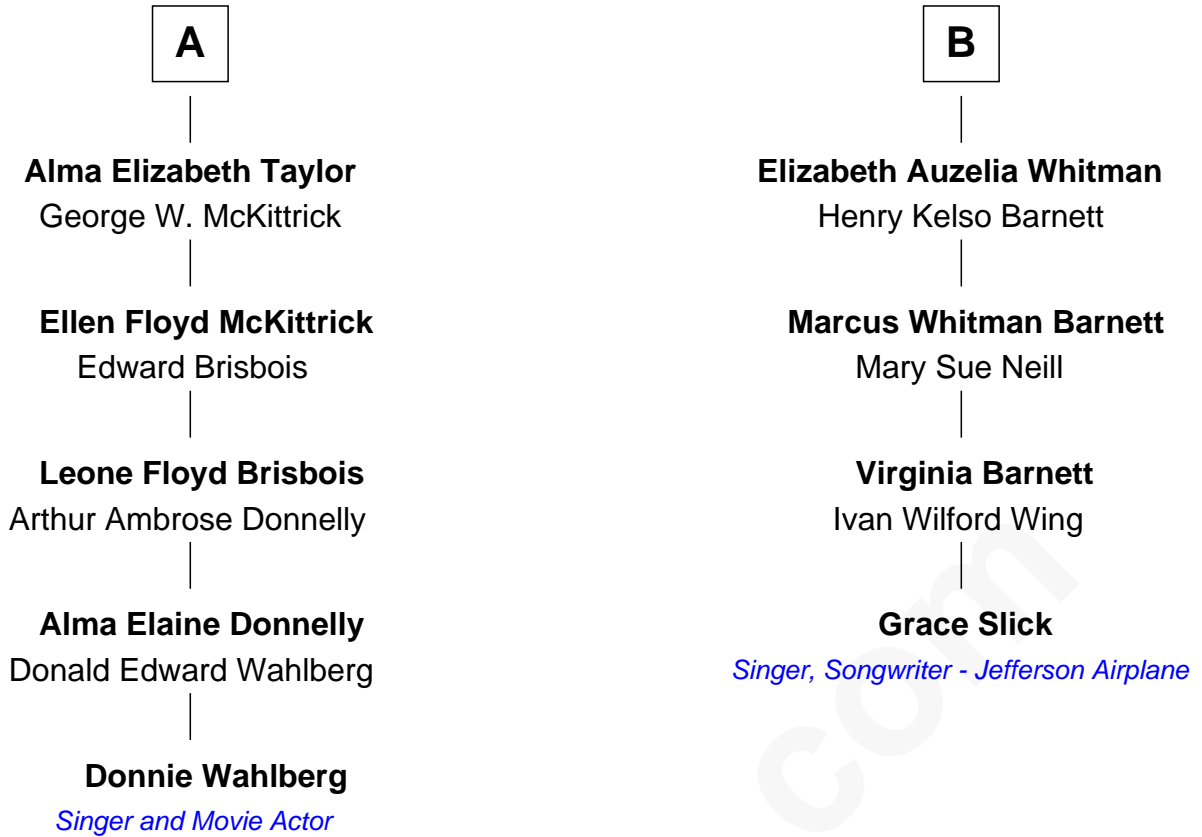 A
Alma Elizabeth Taylor
George W. McKittrick
Ellen Floyd McKittrick
Edward Brisbois
Leone Floyd Brisbois
Arthur Ambrose Donnelly
Alma Elaine Donnelly
Donald Edward Wahlberg
Donnie Wahlberg
Singer and Movie Actor
B
Elizabeth Auzelia Whitman
Henry Kelso Barnett
Marcus Whitman Barnett
Mary Sue Neill
Virginia Barnett
Ivan Wilford Wing
Grace Slick
Singer, Songwriter - Jefferson Airplane
com